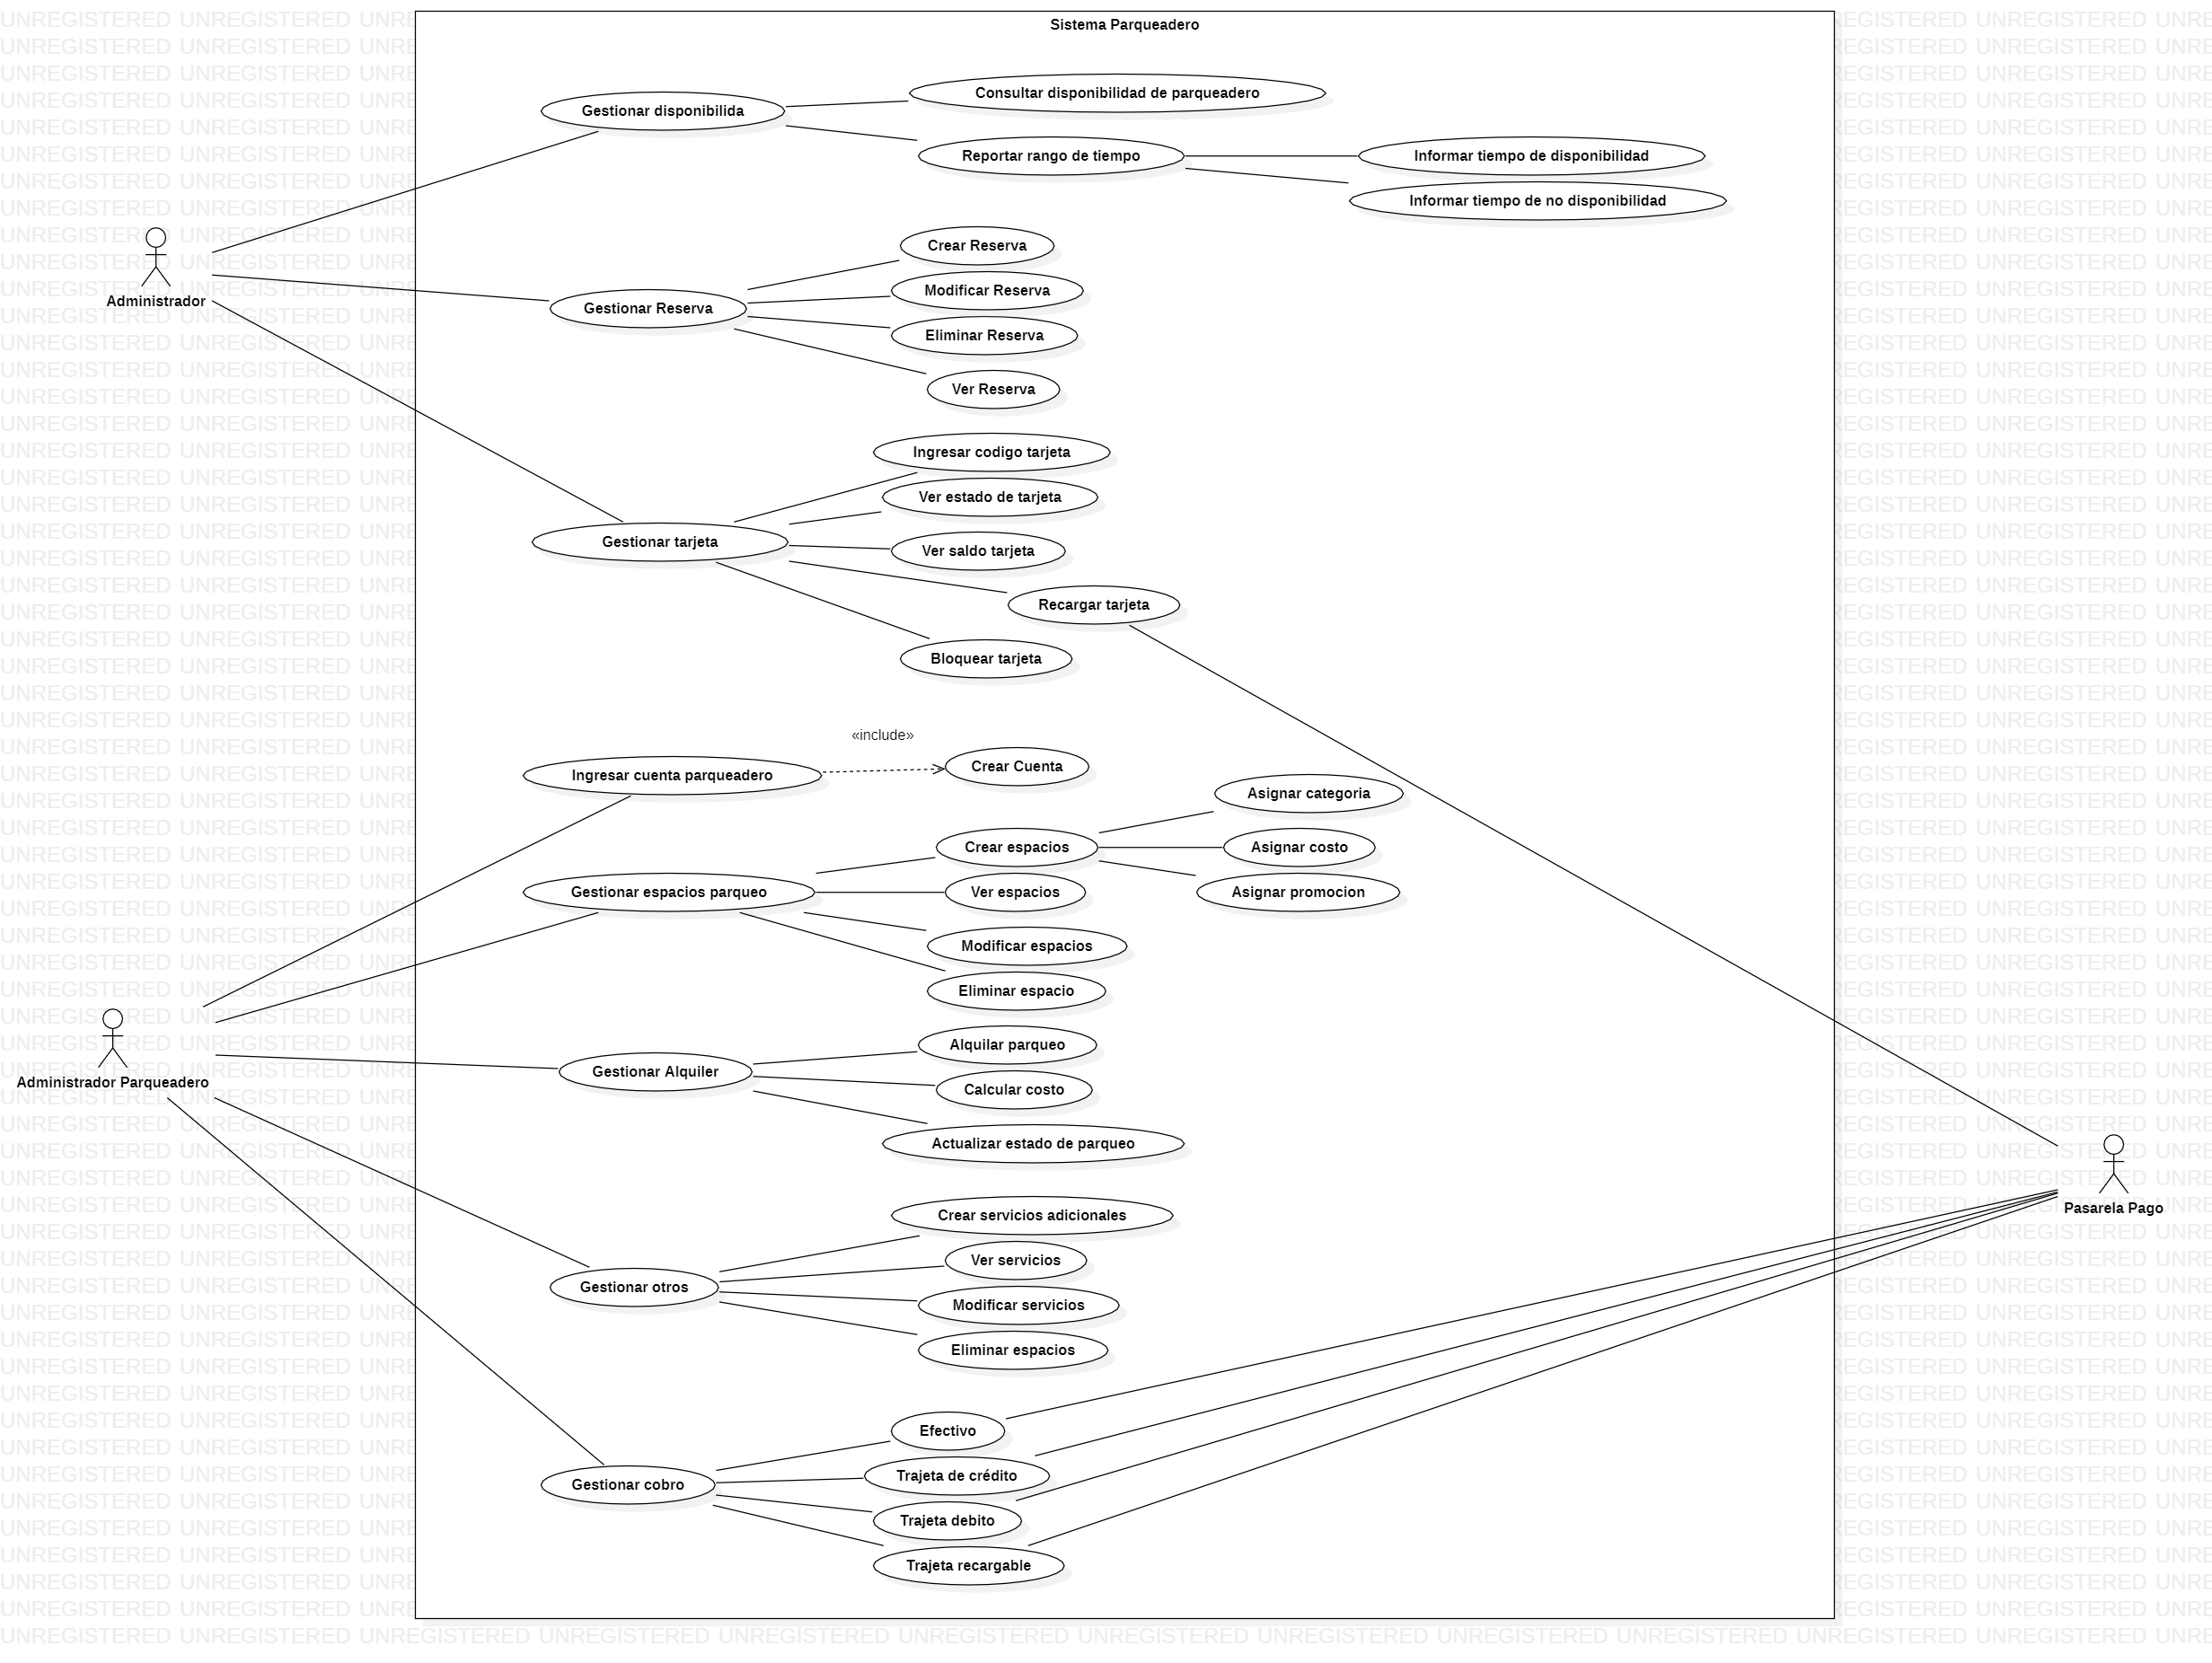 Sistema Parqueadero
Consultar disponibilidad de parqueadero
Gestionar disponibilida
Reportar rango de tiempo
Informar tiempo de disponibilidad
Informar tiempo de no disponibilidad
Administrador
Crear Reserva
Modificar Reserva
Gestionar Reserva
Eliminar Reserva
Ver Reserva
Ingresar codigo tarjeta
Ver estado de tarjeta
Gestionar tarjeta
Ver saldo tarjeta
Recargar tarjeta
Bloquear tarjeta
«include»
Ingresar cuenta parqueadero
Crear Cuenta
Asignar categoria
Crear espacios
Asignar costo
Gestionar espacios parqueo
Ver espacios
Asignar promocion
Modificar espacios
Eliminar espacio
Administrador Parqueadero
Alquilar parqueo
Gestionar Alquiler
Calcular costo
Actualizar estado de parqueo
Pasarela Pago
Crear servicios adicionales
Ver servicios
Gestionar otros
Modificar servicios
Eliminar espacios
Efectivo
Trajeta de crédito
Gestionar cobro
Trajeta debito
Trajeta recargable
UNREGISTERED UNREGISTERED UNREGISTERED UNREGISTERED UNREGISTERED UNREGISTERED UNREGISTERED UNREGISTERED UNREGISTERED UNREGISTERED UNREGISTERED UNREGISTERED